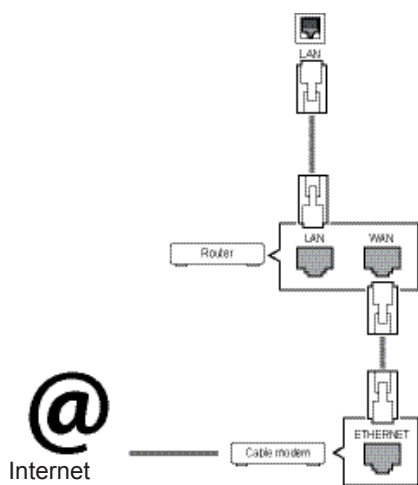 LAN
LAN WAN
Router
ETHERNET
@
Internet
Cable modem